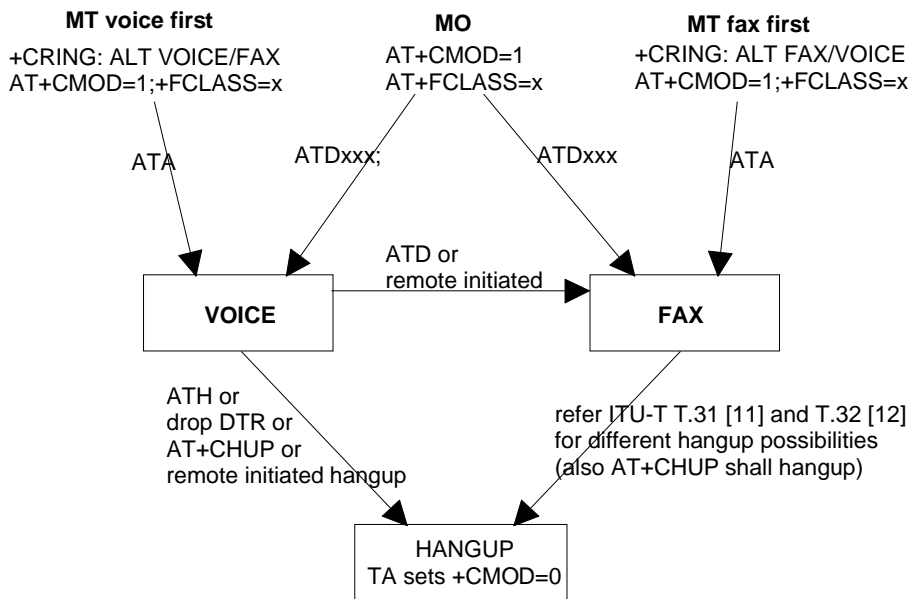 MT voice first
+CRING: ALT VOICE/FAX
AT+CMOD=1;+FCLASS=x
MO
AT+CMOD=1
AT+FCLASS=x
MT fax first
+CRING: ALT FAX/VOICE
AT+CMOD=1;+FCLASS=x
ATA
ATDxxx;
ATDxxx
ATA
ATD or
remote initiated
VOICE
FAX
ATH or
drop DTR or
AT+CHUP or
remote initiated hangup
refer ITU-T T.31 [11] and T.32 [12]
for different hangup possibilities
(also AT+CHUP shall hangup)
HANGUP
TA sets +CMOD=0